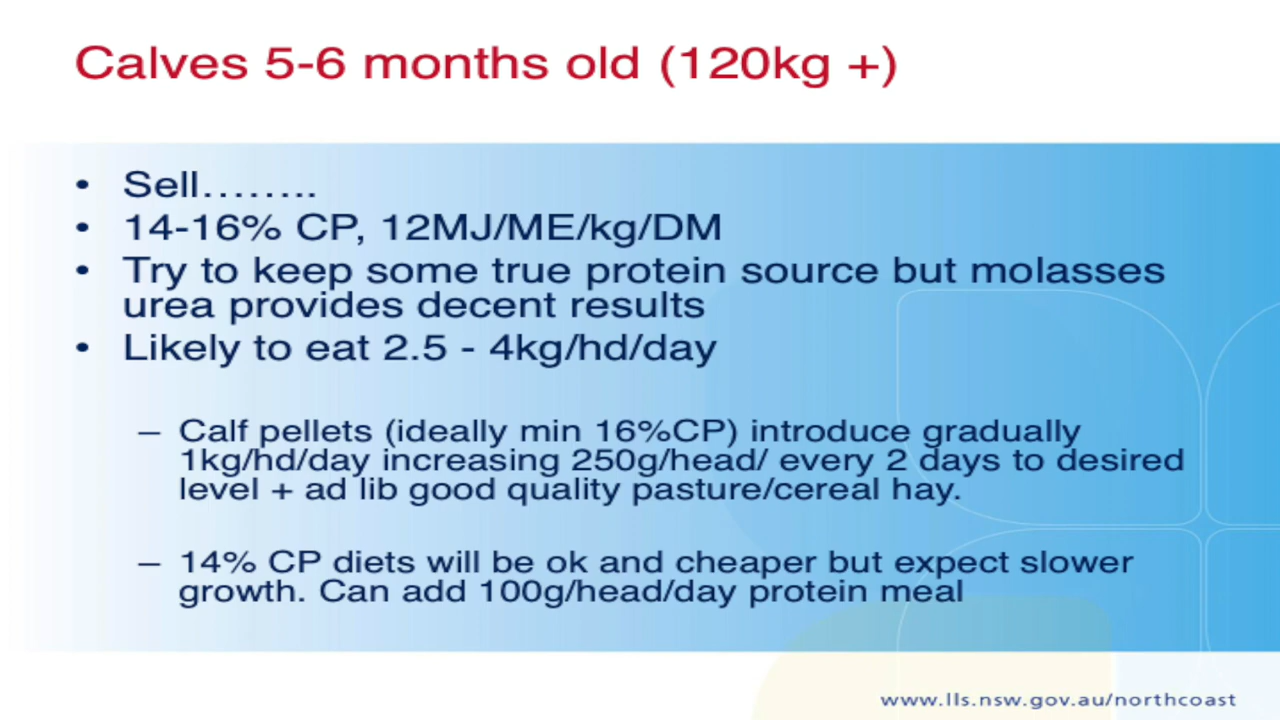 Calves 5-6 months old (120kg +)
• Sell……..
• 14-16% CP, 12MJ/ME/kg/DM
• Try to keep some true protein source but molasses
urea provides decent results
• Likely to eat 2.5 - 4kg/hd/day
– Calf pellets (ideally min 16%CP) introduce gradually
1kg/hd/day increasing 250g/head/ every 2 days to desired
level + ad lib good quality pasture/cereal hay.
– 14% CP diets will be ok and cheaper but expect slower
growth. Can add 100g/head/day protein meal
www.lls.nsw.gov.au/northcoast